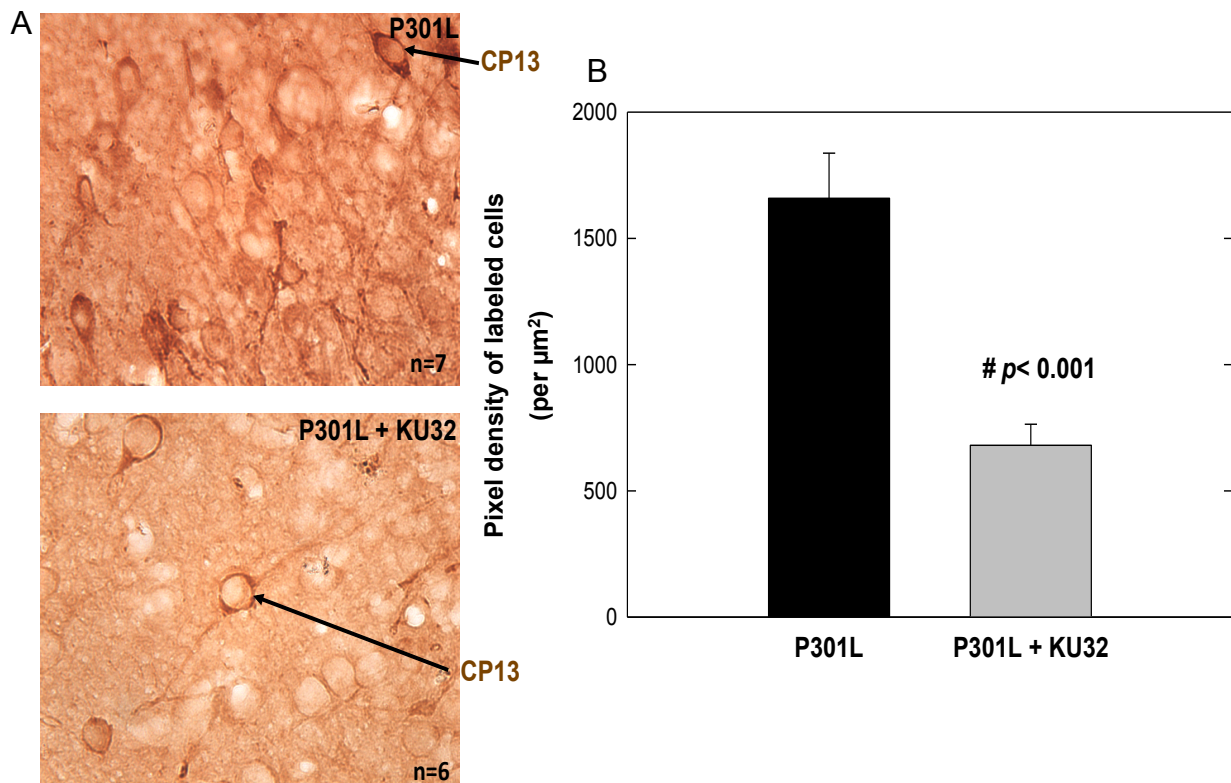 A
P301L
CP13
n=7
P301L + KU32
CP13
n=6
B
Pixel density of labeled cells
(per µm²)
2000
1500
1000
500
0
# p< 0.001
P301L
P301L + KU32